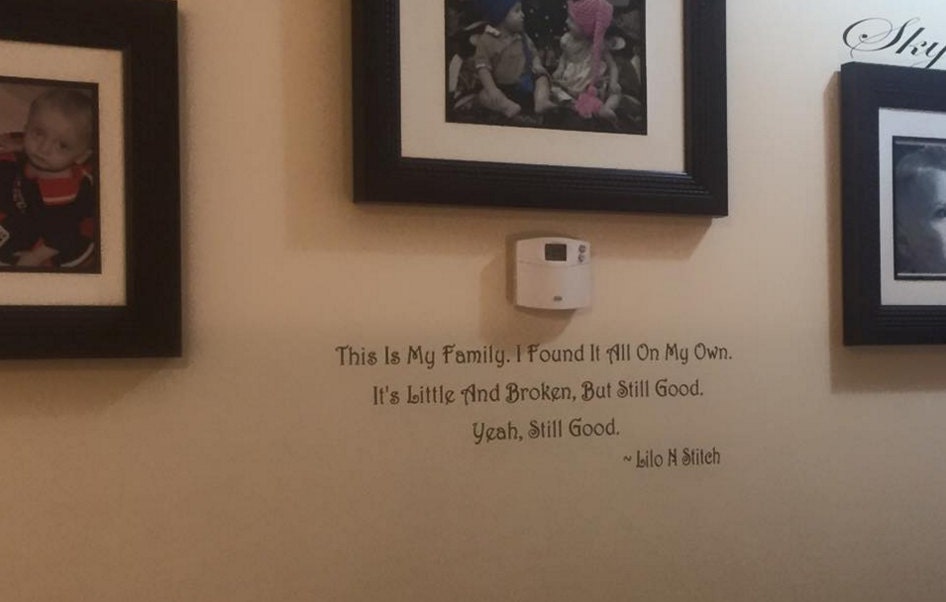 Sky
This Is My Family. I Found It All On My Own.
It's Little And Broken, But Still Good.
Yeah, Still Good.
~ Lilo N Stitch